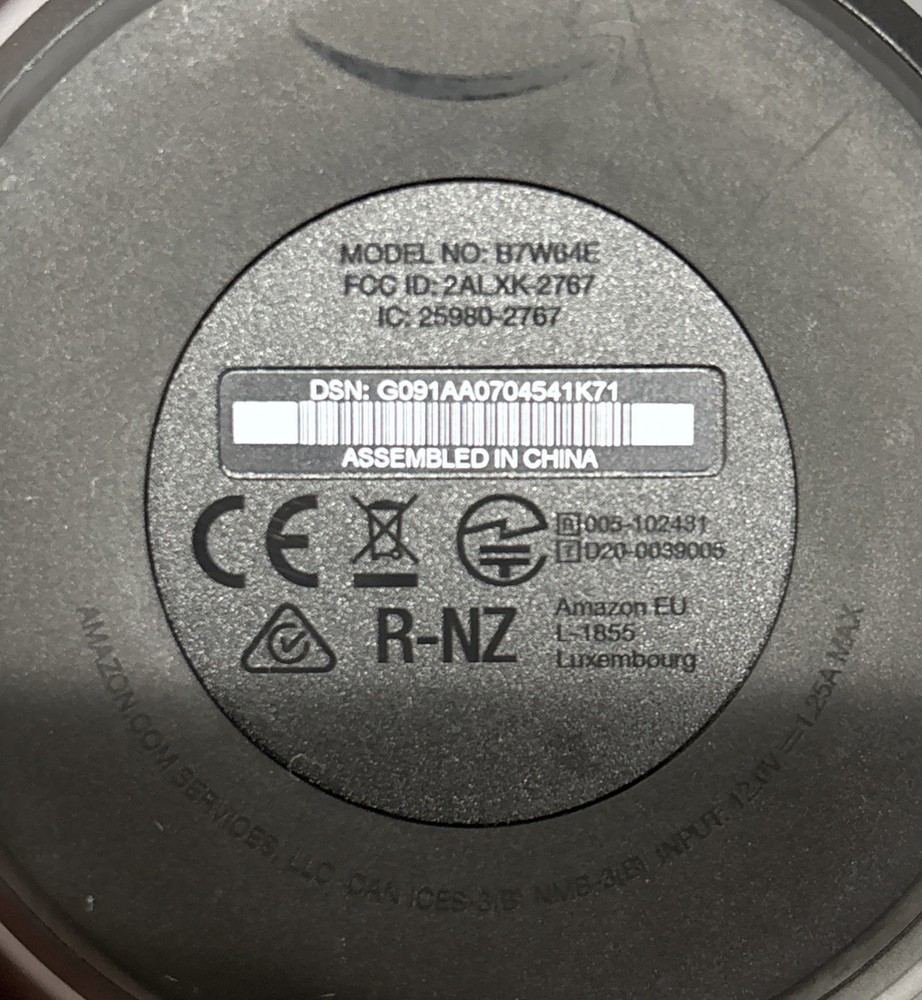 MODEL NO: B7W64E
FCC ID: 2ALXK-2767
IC: 25980-2767
DSN: G091AA0704541K71
ASSEMBLED IN CHINA
CE
R 005-102431
T D20-0039005
R-NZ
Amazon EU
L-1855
Luxembourg
AMAZON.COM SERVICES, LLC CAN ICES-3(B) NMB-3(B) INPUT: 12.0V ⎓ 1.25A MAX